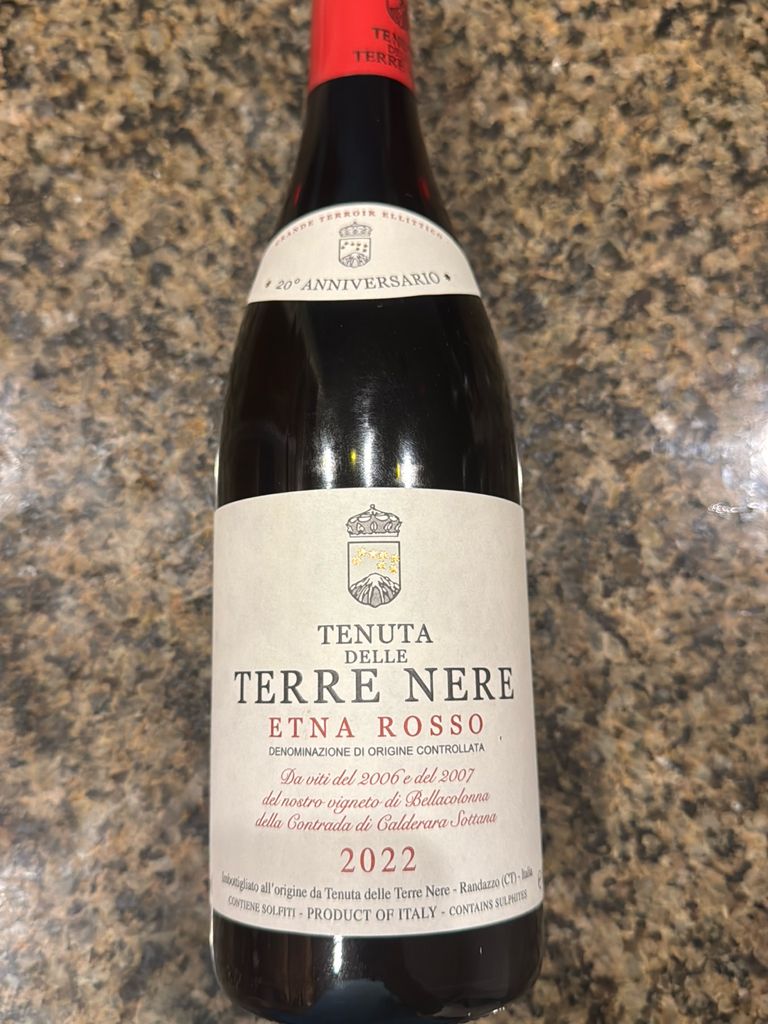 TERRE
GRANDE TERROIR ELLITTICO
20° ANNIVERSARIO
TENUTA
DELLE
TERRE NERE
ETNA ROSSO
DENOMINAZIONE DI ORIGINE CONTROLLATA
Da viti del 2006 e del 2007
del nostro vigneto di Bellacolonna
della Contrada di Calderara Sottana
2022
Imbottigliato all'origine da Tenuta delle Terre Nere - Randazzo (CT) - Italia
CONTIENE SOLFITI - PRODUCT OF ITALY - CONTAINS SULPHITES